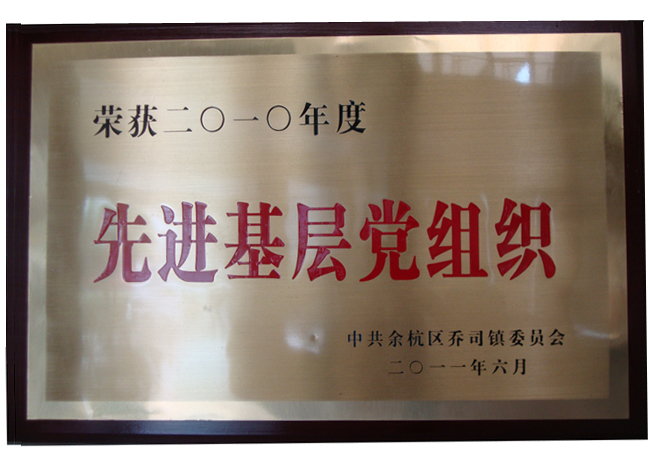 荣获二〇一〇年度
先进基层党组织
中共余杭区乔司镇委员会
二〇一一年六月